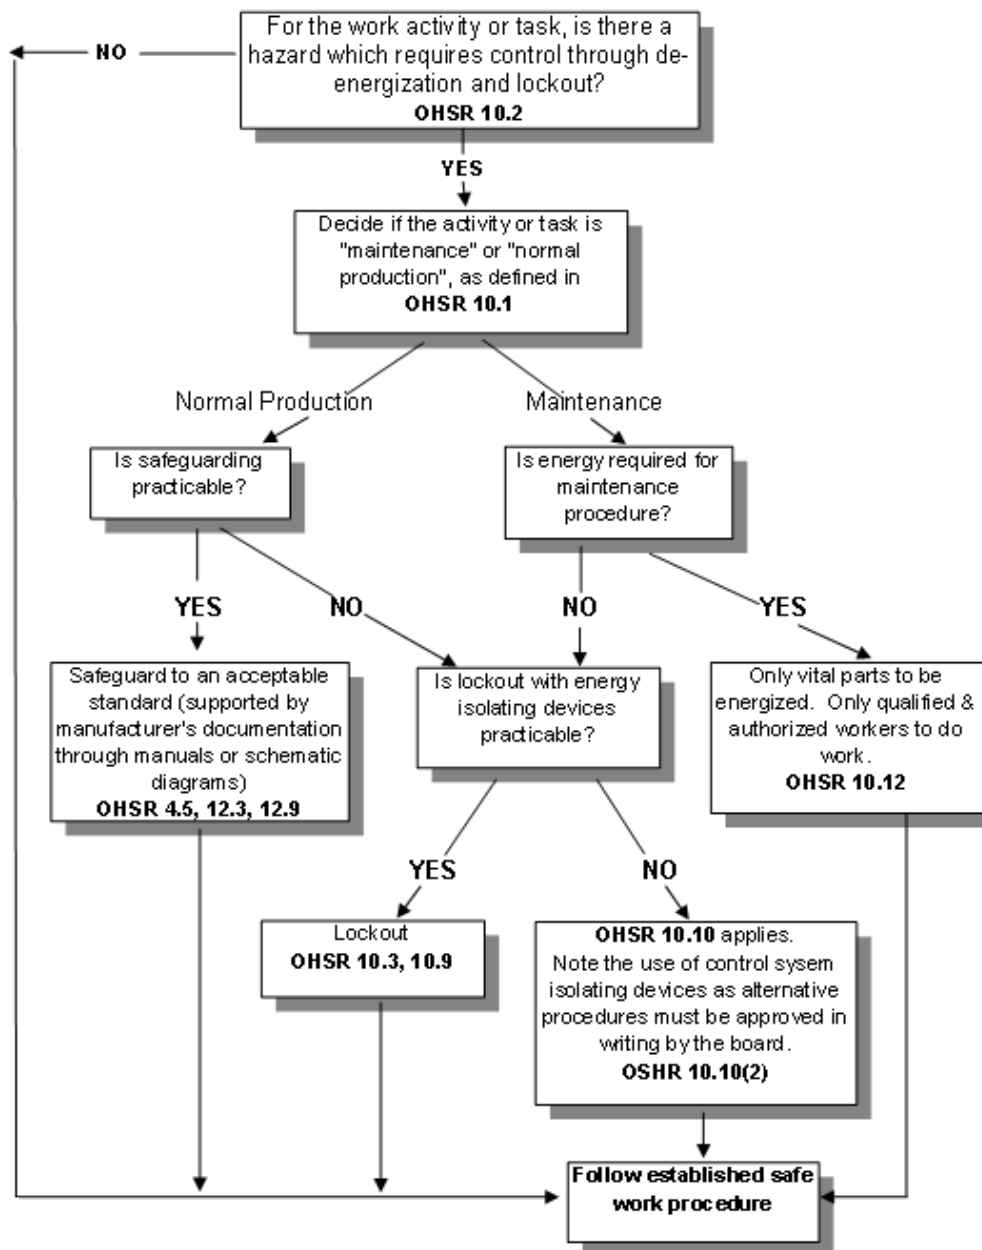 For the work activity or task, is there a
hazard which requires control through de-
energization and lockout?
OHSR 10.2
NO
YES
Decide if the activity or task is
"maintenance" or "normal
production", as defined in
OHSR 10.1
Normal Production
Maintenance
Is safeguarding
practicable?
Is energy required for
maintenance
procedure?
YES
NO
NO
YES
Safeguard to an acceptable
standard (supported by
manufacturer's documentation
through manuals or schematic
diagrams)
OHSR 4.5, 12.3, 12.9
Is lockout with energy
isolating devices
practicable?
Only vital parts to be
energized. Only qualified &
authorized workers to do
work.
OHSR 10.12
YES
NO
Lockout
OHSR 10.3, 10.9
OHSR 10.10 applies.
Note the use of control sysem
isolating devices as alternative
procedures must be approved in
writing by the board.
OSHR 10.10(2)
Follow established safe
work procedure